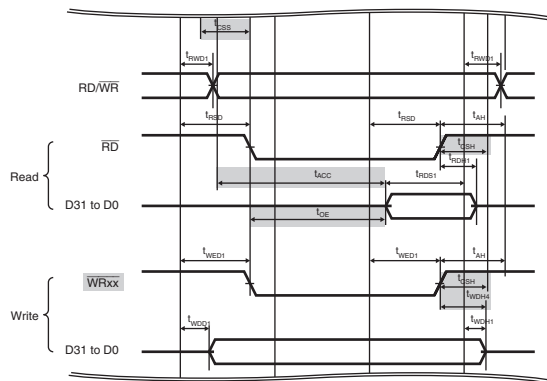 tCSS
tRWD1 tRWD1
RD/WR
tRSD tRSD tAH
RD
tCSH
tRDH1
Read
tACC tRDS1
D31 to D0
tOE
tWED1 tWED1 tAH
WRxx
tCSH
tWDH4
Write
tWDD1 tWDH1
D31 to D0